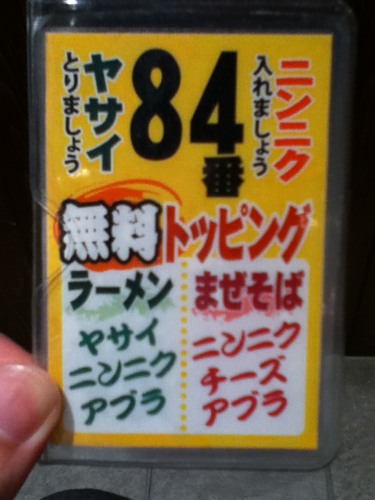 ニンニク
入れましょう
84
番
ヤサイ
とりましょう
無料トッピング
ラーメン
ヤサイ
ニンニク
アブラ
まぜそば
ニンニク
チーズ
アブラ